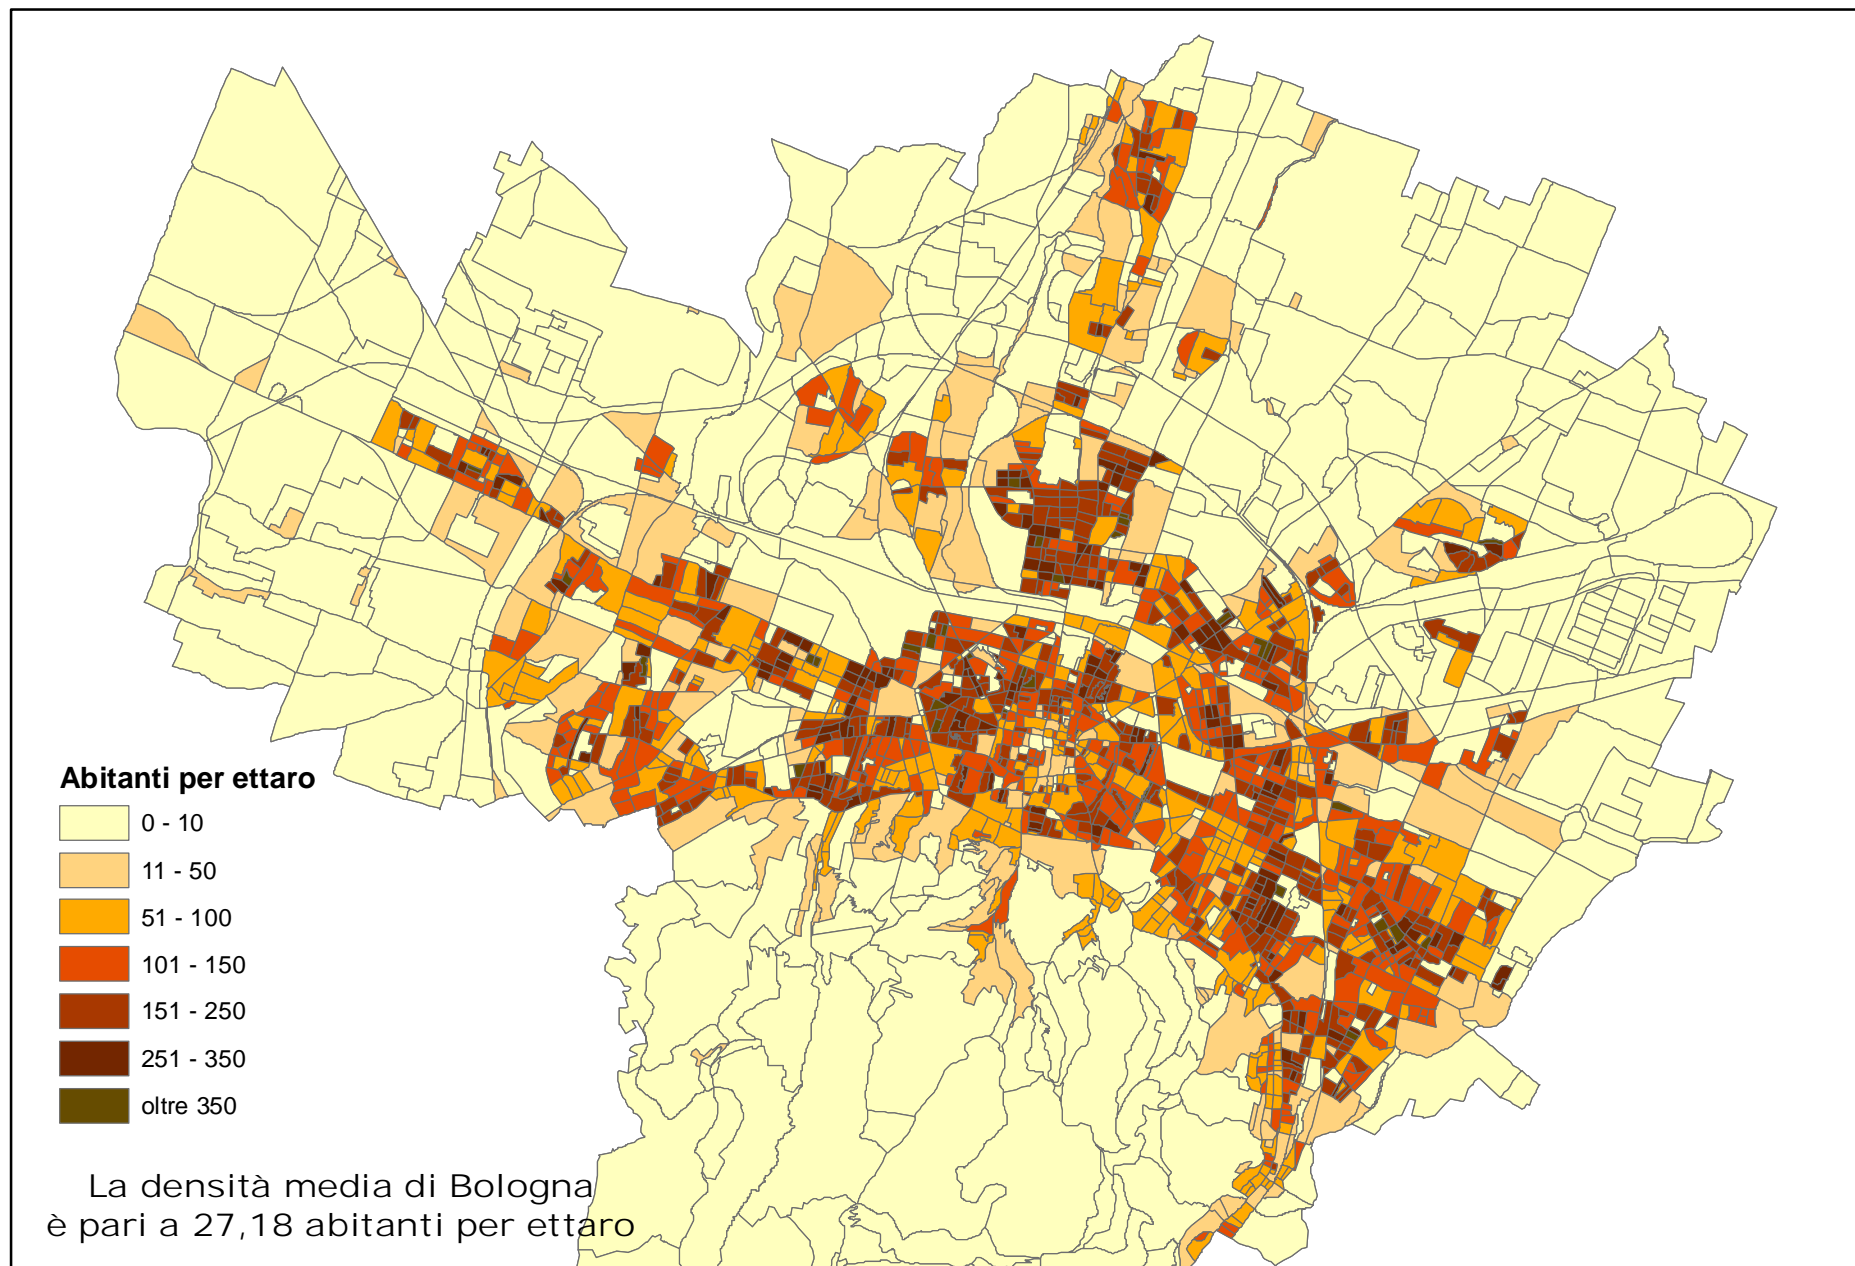 Abitanti per ettaro
0 - 10
11 - 50
51 - 100
101 - 150
151 - 250
251 - 350
oltre 350
La densità media di Bologna
è pari a 27,18 abitanti per ettaro